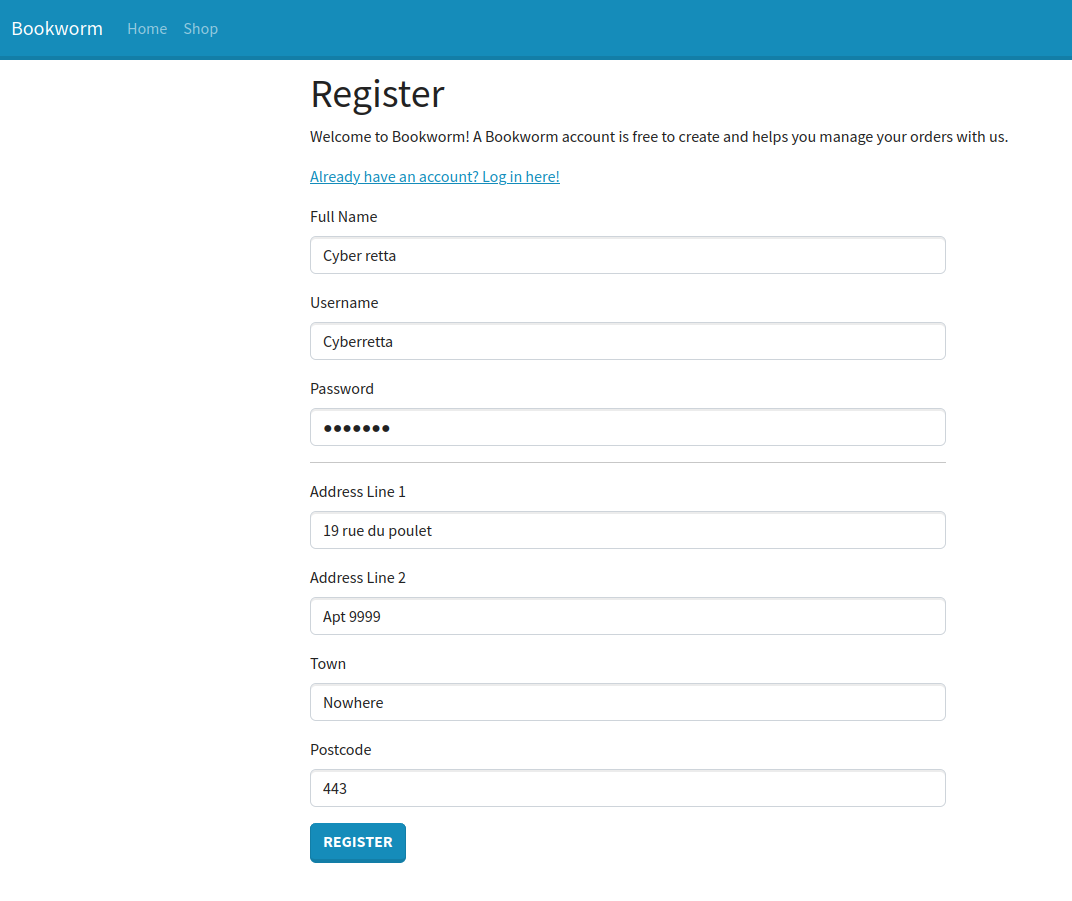 Bookworm Home Shop
Register
Welcome to Bookworm! A Bookworm account is free to create and helps you manage your orders with us.
Already have an account? Log in here!
Full Name
Cyber retta
Username
Cyberretta
Password
●●●●●●●
Address Line 1
19 rue du poulet
Address Line 2
Apt 9999
Town
Nowhere
Postcode
443
REGISTER